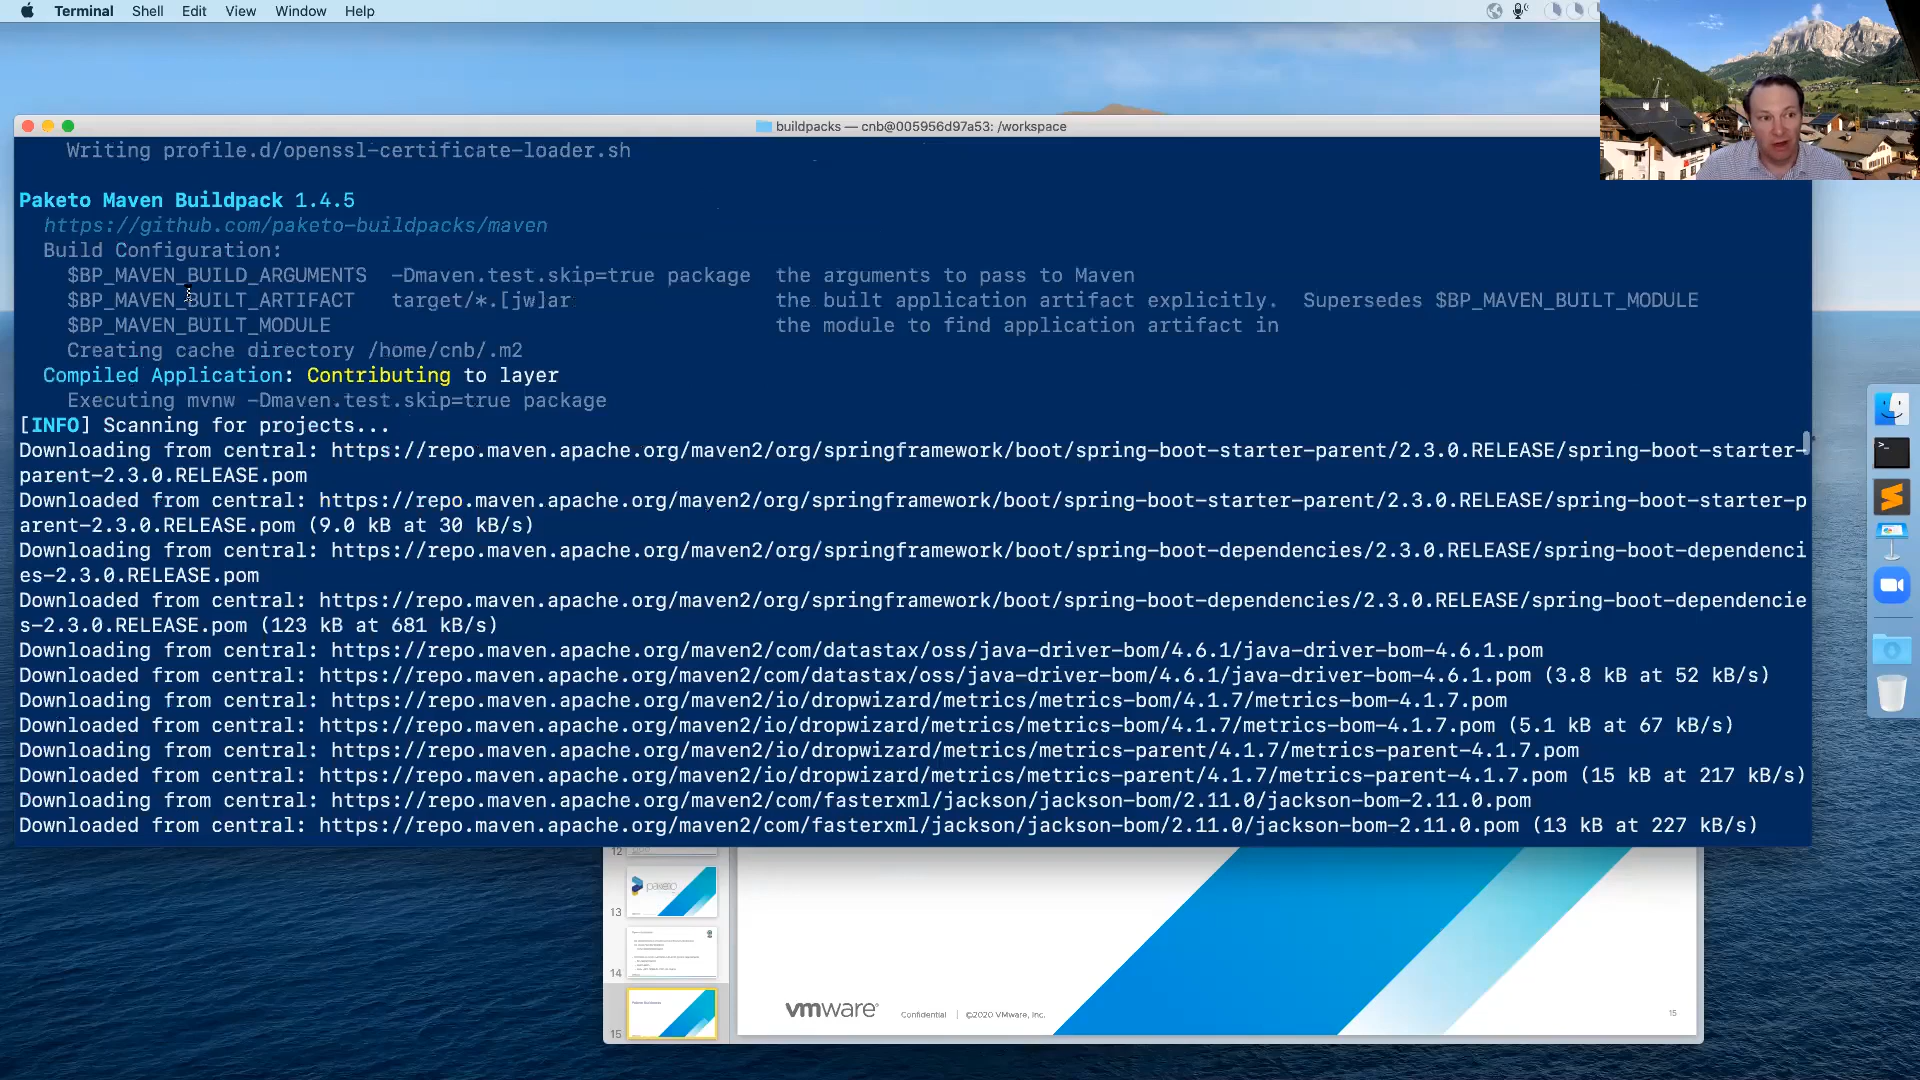 Terminal Shell Edit View Window Help
buildpacks — cnb@005956d97a53: /workspace
Writing profile.d/openssl-certificate-loader.sh
Paketo Maven Buildpack 1.4.5
https://github.com/paketo-buildpacks/maven
Build Configuration:
$BP_MAVEN_BUILD_ARGUMENTS -Dmaven.test.skip=true package the arguments to pass to Maven
$BP_MAVEN_BUILT_ARTIFACT target/*.[jw]ar the built application artifact explicitly. Supersedes $BP_MAVEN_BUILT_MODULE
$BP_MAVEN_BUILT_MODULE the module to find application artifact in
Creating cache directory /home/cnb/.m2
Compiled Application: Contributing to layer
Executing mvnw -Dmaven.test.skip=true package
[INFO] Scanning for projects...
Downloading from central: https://repo.maven.apache.org/maven2/org/springframework/boot/spring-boot-starter-parent/2.3.0.RELEASE/spring-boot-starter-
parent-2.3.0.RELEASE.pom
Downloaded from central: https://repo.maven.apache.org/maven2/org/springframework/boot/spring-boot-starter-parent/2.3.0.RELEASE/spring-boot-starter-p
arent-2.3.0.RELEASE.pom (9.0 kB at 30 kB/s)
Downloading from central: https://repo.maven.apache.org/maven2/org/springframework/boot/spring-boot-dependencies/2.3.0.RELEASE/spring-boot-dependenci
es-2.3.0.RELEASE.pom
Downloaded from central: https://repo.maven.apache.org/maven2/org/springframework/boot/spring-boot-dependencies/2.3.0.RELEASE/spring-boot-dependencie
s-2.3.0.RELEASE.pom (123 kB at 681 kB/s)
Downloading from central: https://repo.maven.apache.org/maven2/com/datastax/oss/java-driver-bom/4.6.1/java-driver-bom-4.6.1.pom
Downloaded from central: https://repo.maven.apache.org/maven2/com/datastax/oss/java-driver-bom/4.6.1/java-driver-bom-4.6.1.pom (3.8 kB at 52 kB/s)
Downloading from central: https://repo.maven.apache.org/maven2/io/dropwizard/metrics/metrics-bom/4.1.7/metrics-bom-4.1.7.pom
Downloaded from central: https://repo.maven.apache.org/maven2/io/dropwizard/metrics/metrics-bom/4.1.7/metrics-bom-4.1.7.pom (5.1 kB at 67 kB/s)
Downloading from central: https://repo.maven.apache.org/maven2/io/dropwizard/metrics/metrics-parent/4.1.7/metrics-parent-4.1.7.pom
Downloaded from central: https://repo.maven.apache.org/maven2/io/dropwizard/metrics/metrics-parent/4.1.7/metrics-parent-4.1.7.pom (15 kB at 217 kB/s)
Downloading from central: https://repo.maven.apache.org/maven2/com/fasterxml/jackson/jackson-bom/2.11.0/jackson-bom-2.11.0.pom
Downloaded from central: https://repo.maven.apache.org/maven2/com/fasterxml/jackson/jackson-bom/2.11.0/jackson-bom-2.11.0.pom (13 kB at 227 kB/s)
12
paketo
13
14
15
vmware® Confidential | ©2020 VMware, Inc. 15